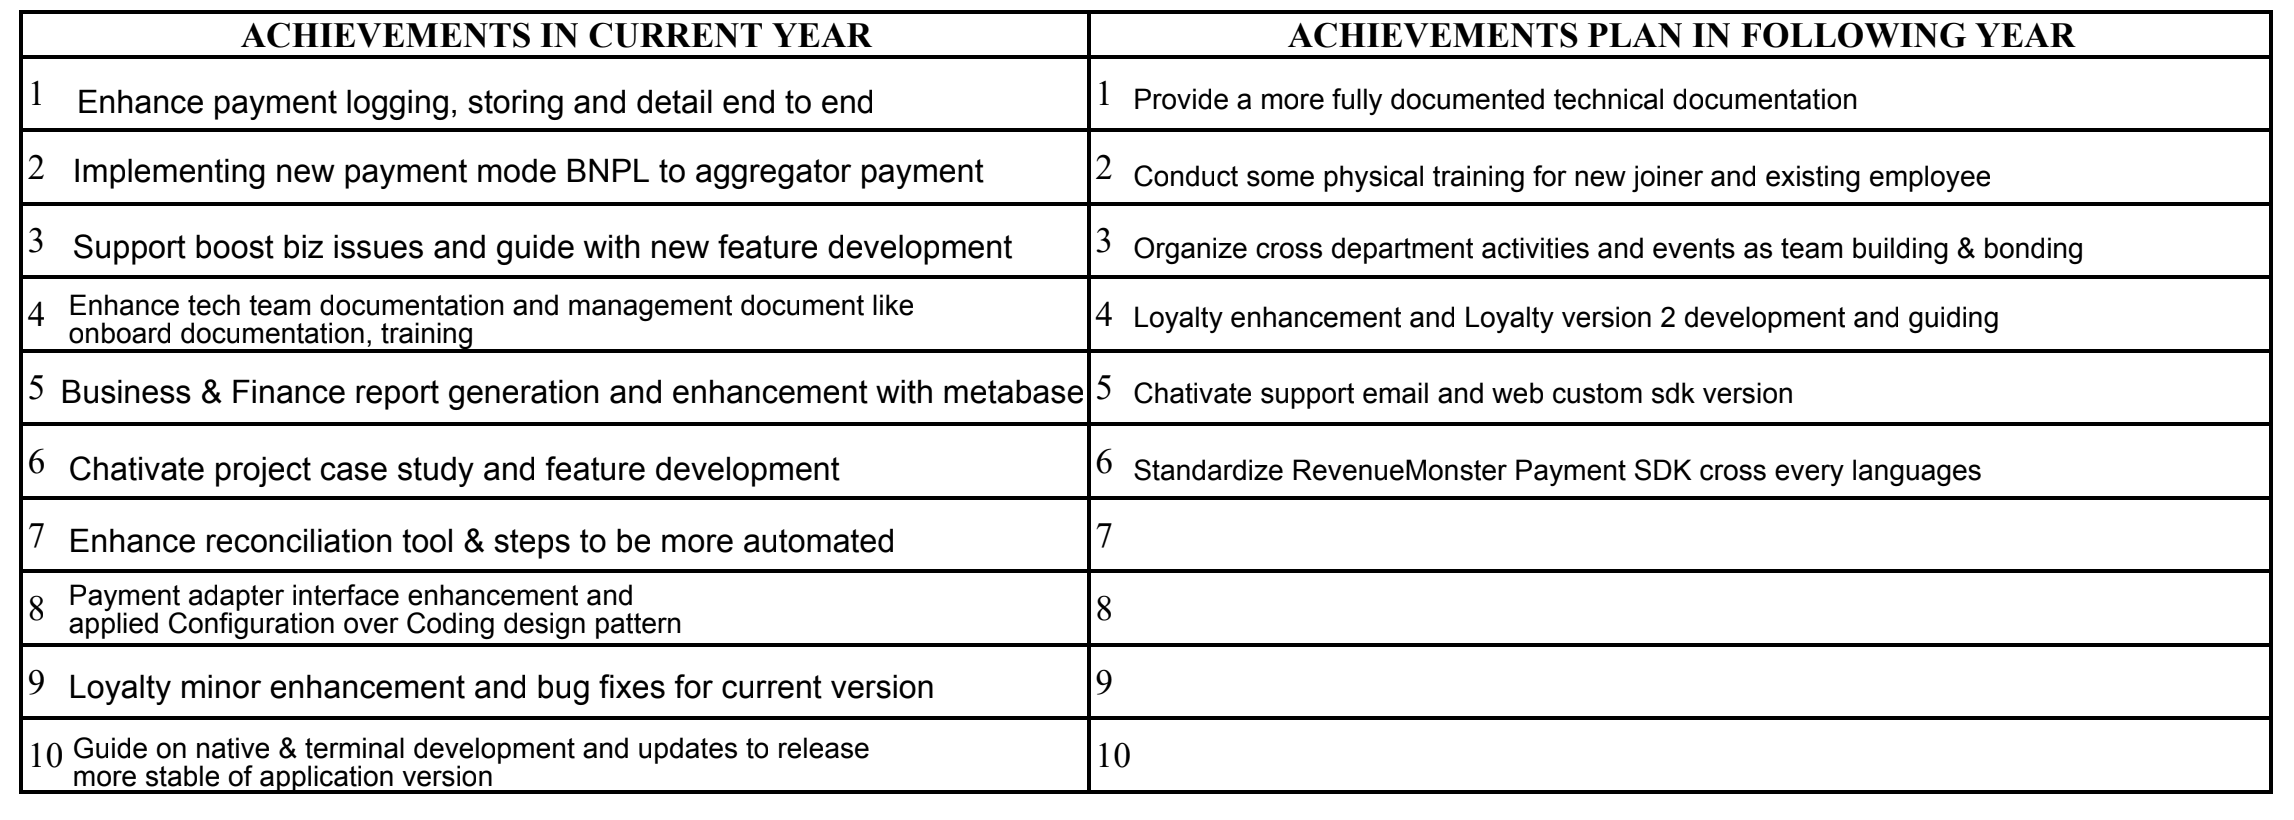 ACHIEVEMENTS IN CURRENT YEAR
ACHIEVEMENTS PLAN IN FOLLOWING YEAR
1 Enhance payment logging, storing and detail end to end
1 Provide a more fully documented technical documentation
2 Implementing new payment mode BNPL to aggregator payment
2 Conduct some physical training for new joiner and existing employee
3 Support boost biz issues and guide with new feature development
3 Organize cross department activities and events as team building & bonding
4 Enhance tech team documentation and management document like
onboard documentation, training
4 Loyalty enhancement and Loyalty version 2 development and guiding
5 Business & Finance report generation and enhancement with metabase
5 Chativate support email and web custom sdk version
6 Chativate project case study and feature development
6 Standardize RevenueMonster Payment SDK cross every languages
7 Enhance reconciliation tool & steps to be more automated
7
8 Payment adapter interface enhancement and
applied Configuration over Coding design pattern
8
9 Loyalty minor enhancement and bug fixes for current version
9
10 Guide on native & terminal development and updates to release
more stable of application version
10